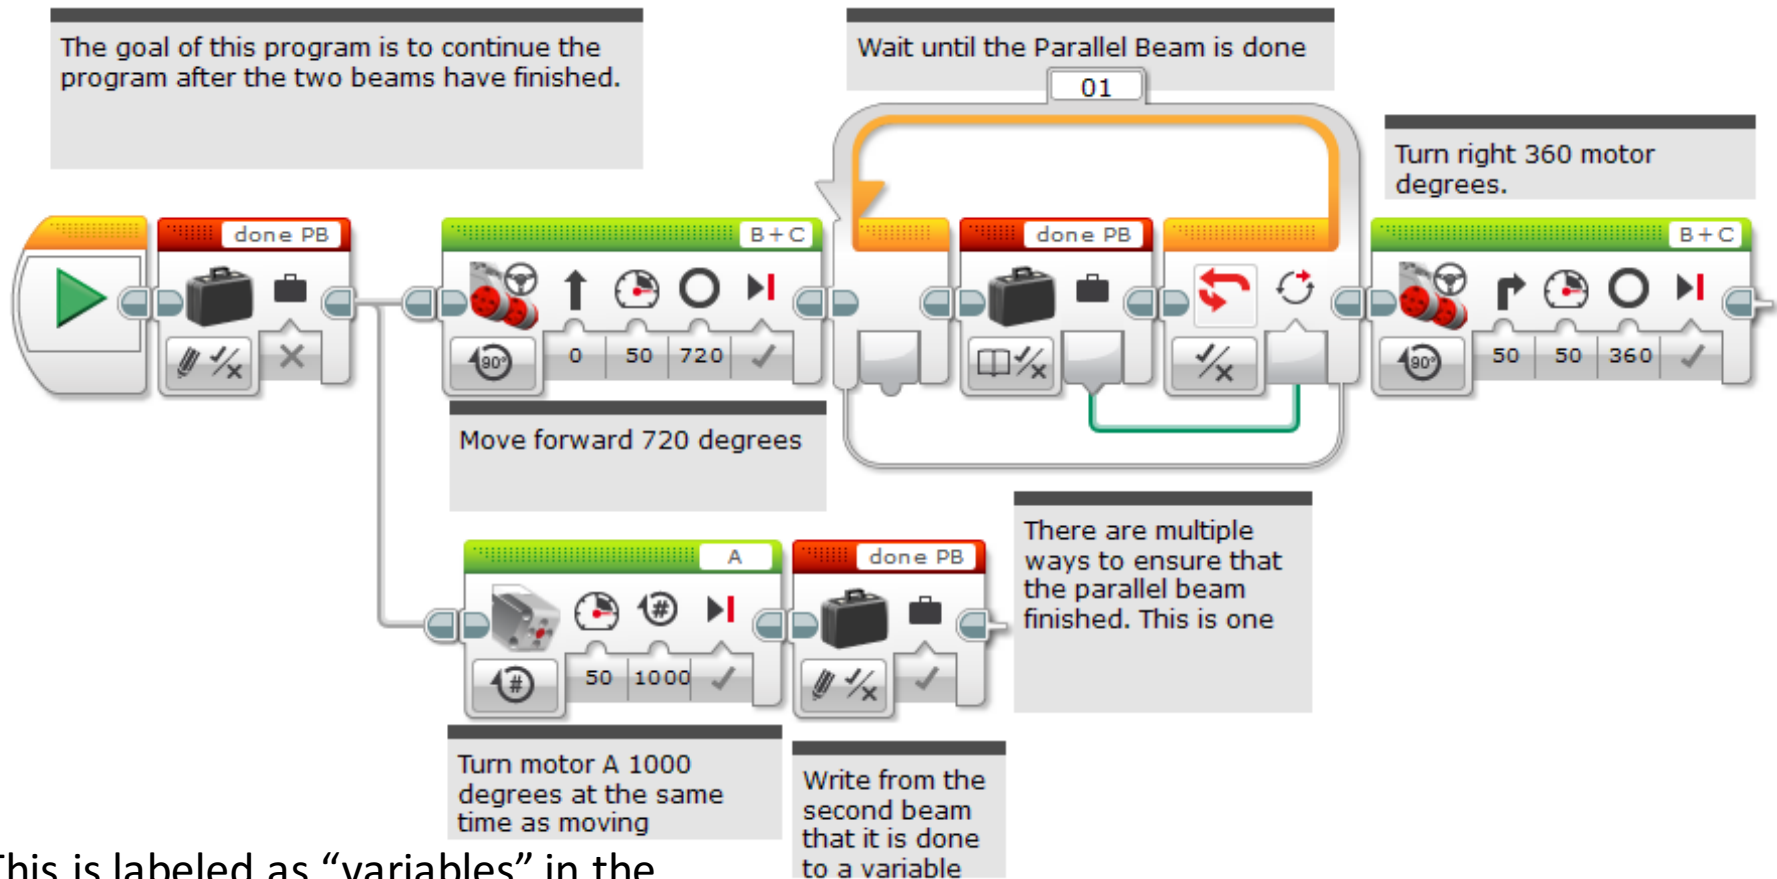 The goal of this program is to continue the
program after the two beams have finished.
Wait until the Parallel Beam is done
01
Turn right 360 motor
degrees.
done PB
B + C
done PB
B + C
90°
0
50
720
90°
50
50
360
Move forward 720 degrees
There are multiple
ways to ensure that
the parallel beam
finished. This is one
A
done PB
#
#
50
1000
Turn motor A 1000
degrees at the same
time as moving
Write from the
second beam
that it is done
to a variable
This is labeled as “variables” in the